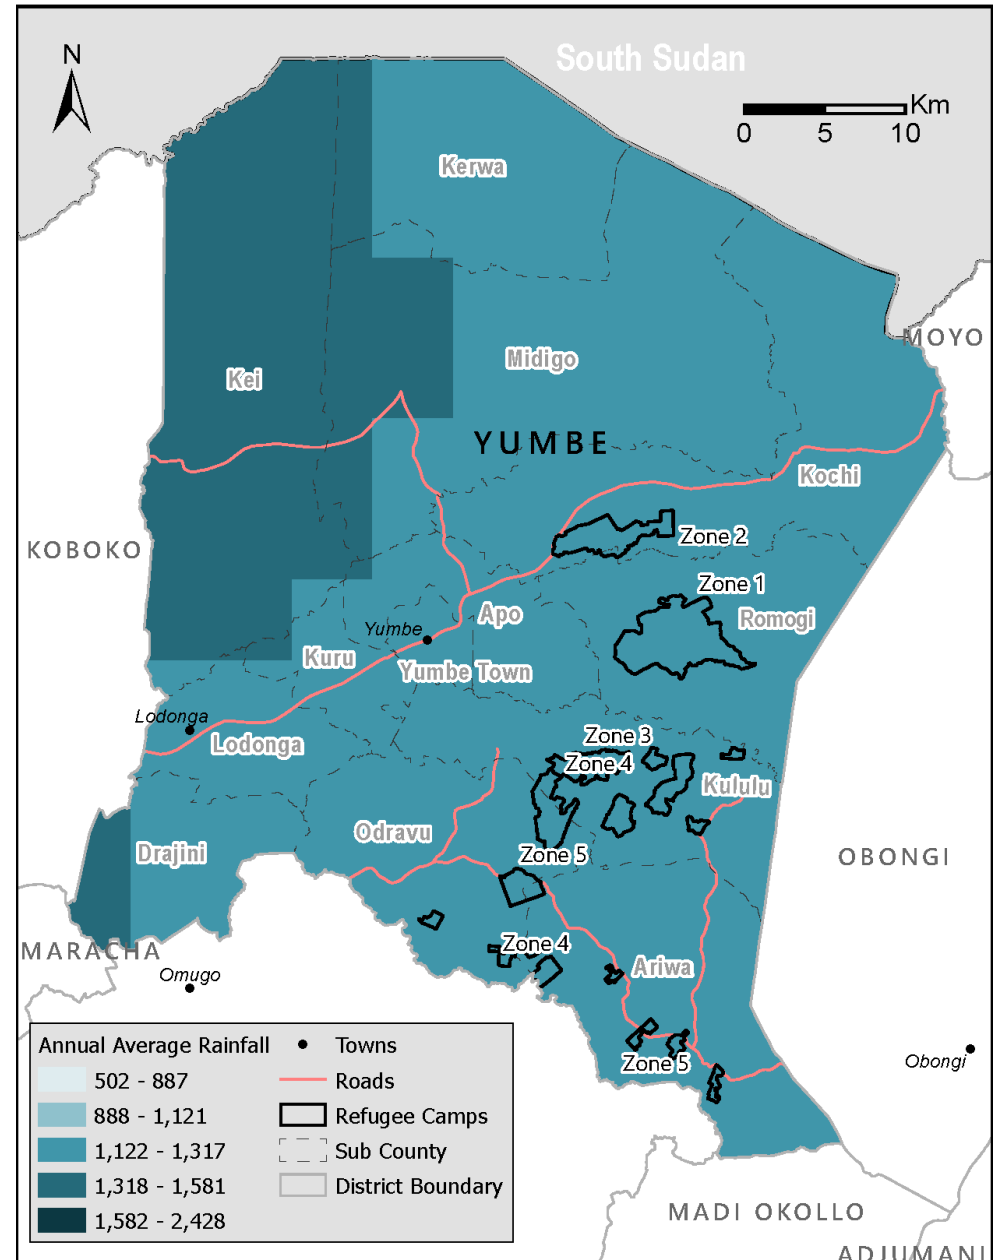 N
South Sudan
Km
0 5 10
Kerwa
MOYO
Midigo
Kei
YUMBE
Kochi
KOBOKO
Zone 2
Zone 1
Apo
Romogi
Yumbe
Kuru
Yumbe Town
Lodonga
Lodonga
Zone 3
Zone 4
Kululu
Odravu
Drajini
Zone 5
OBONGI
Zone 4
MARACHA
Ariwa
Omugo
Zone 5
Obongi
Annual Average Rainfall
502 - 887
888 - 1,121
1,122 - 1,317
1,318 - 1,581
1,582 - 2,428
Towns
Roads
Refugee Camps
Sub County
District Boundary
MADI OKOLLO
ADJUMANI